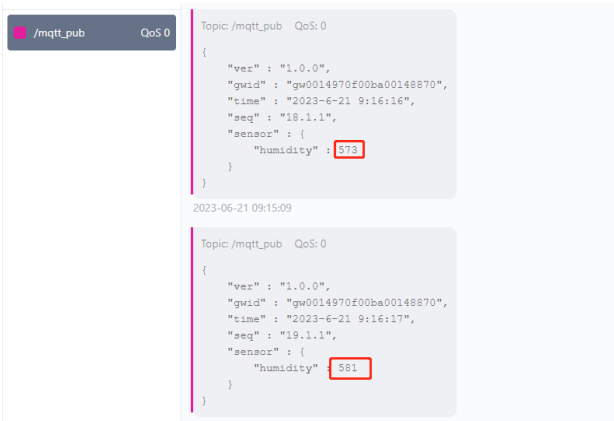 /mqtt_pub QoS 0
Topic: /mqtt_pub QoS: 0
{
"ver" : "1.0.0",
"gwid" : "gw0014970f00ba00148870",
"time" : "2023-6-21 9:16:16",
"seq" : "18.1.1",
"sensor" : {
"humidity" : 573
}
}
2023-06-21 09:15:09
Topic: /mqtt_pub QoS: 0
{
"ver" : "1.0.0",
"gwid" : "gw0014970f00ba00148870",
"time" : "2023-6-21 9:16:17",
"seq" : "19.1.1",
"sensor" : {
"humidity" : 581
}
}